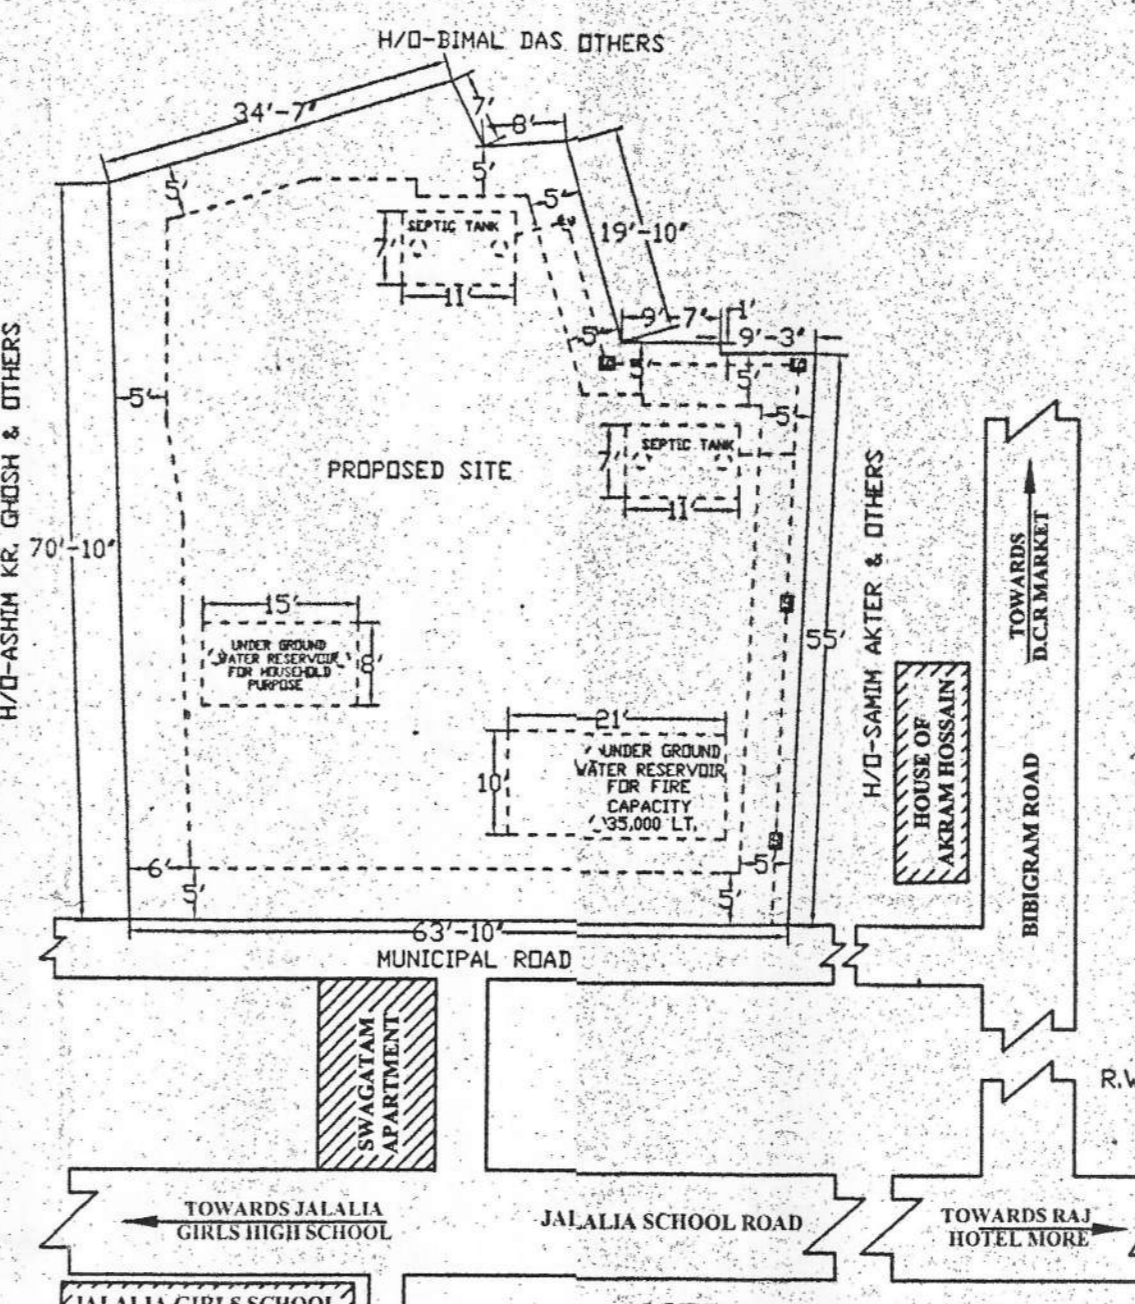 H/O-BIMAL DAS OTHERS
34'-7"
7'
8'
5'
5'
5'
19'-10"
SEPTIC TANK
7'
11'
9'-7"
1'
9'-3"
5'
5'
5'
5'
H/O-ASHIM KR. GHOSH & OTHERS
5'
PROPOSED SITE
SEPTIC TANK
7'
11'
70'-10"
H/O-SAMIM AKTER & OTHERS
TOWARDS
D.C.R MARKET
15'
8'
UNDER GROUND
WATER RESERVOIR
FOR HOUSEHOLD
PURPOSE
55'
HOUSE OF
AKRAM HOSSAIN
21'
10'
UNDER GROUND
WATER RESERVOIR
FOR FIRE
CAPACITY
35,000 LT.
BIBIGRAM ROAD
6'
5'
5'
5'
63'-10"
MUNICIPAL ROAD
SWAGATAM
APARTMENT
R.W
TOWARDS JALALIA
GIRLS HIGH SCHOOL
JALALIA SCHOOL ROAD
TOWARDS RAJ
HOTEL MORE
JALALIA GIRLS SCHOOL